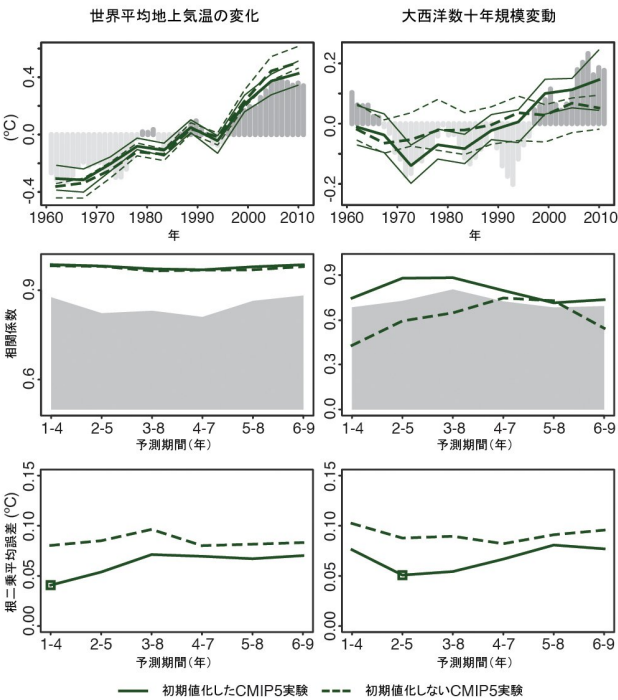 世界平均地上気温の変化
大西洋数十年規模変動
(℃)
0.4
0.0
-0.4
1960 1970 1980 1990 2000 2010
年
0.2
0.0
-0.2
1960 1970 1980 1990 2000 2010
年
相関係数
0.9
0.6
1-4 2-5 3-8 4-7 5-8 6-9
予測期間(年)
0.9
0.6
0.3
0.0
1-4 2-5 3-8 4-7 5-8 6-9
予測期間(年)
根二乗平均誤差(℃)
0.15
0.10
0.05
0.00
1-4 2-5 3-8 4-7 5-8 6-9
予測期間(年)
0.15
0.10
0.05
0.00
1-4 2-5 3-8 4-7 5-8 6-9
予測期間(年)
初期値化したCMIP5実験 初期値化しないCMIP5実験